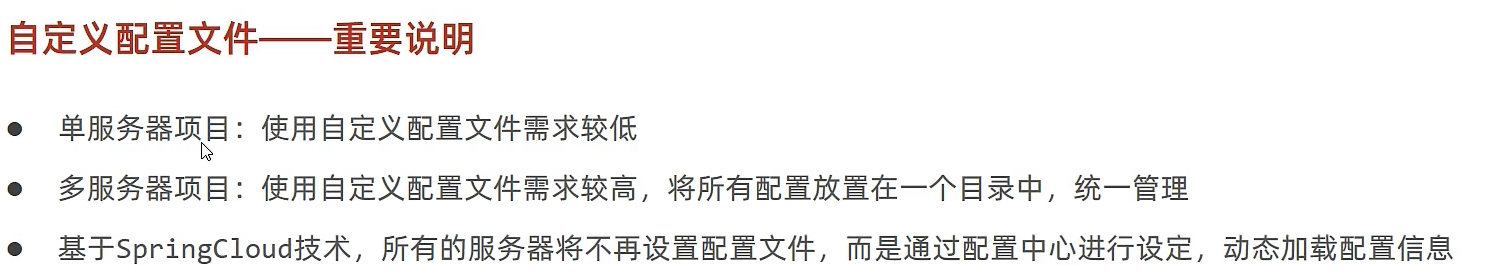 自定义配置文件——重要说明
● 单服务器项目：使用自定义配置文件需求较低
● 多服务器项目：使用自定义配置文件需求较高，将所有配置放置在一个目录中，统一管理
● 基于SpringCloud技术，所有的服务器将不再设置配置文件，而是通过配置中心进行设定，动态加载配置信息